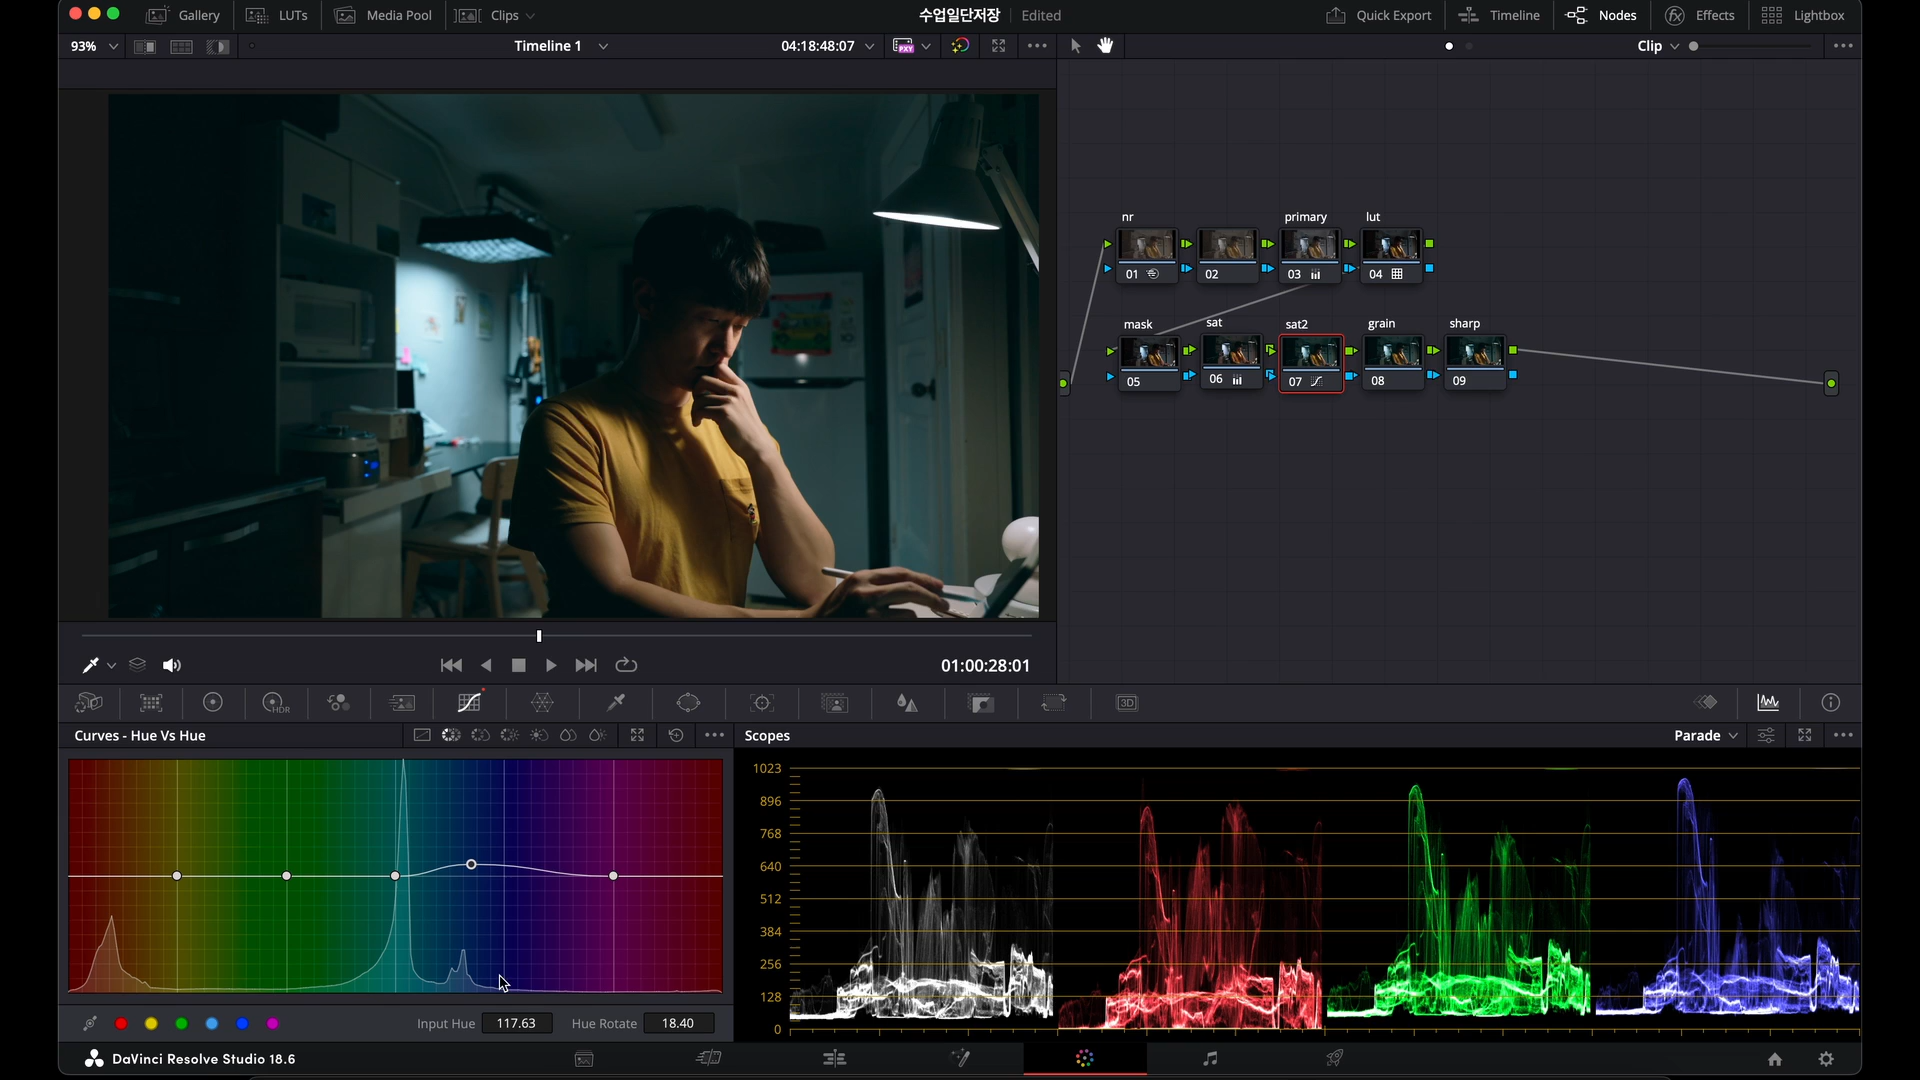 Gallery LUTs Media Pool Clips 수업일단저장 Edited Quick Export Timeline Nodes Effects Lightbox
93% Timeline 1 04:18:48:07 PXY Clip
nr primary lut
01 02 03 04
mask sat sat2 grain sharp
05 06 07 08 09
01:00:28:01
HDR 3D
Curves - Hue Vs Hue
Scopes Parade
1023
896
768
640
512
384
256
128
0
Input Hue 117.63 Hue Rotate 18.40
DaVinci Resolve Studio 18.6